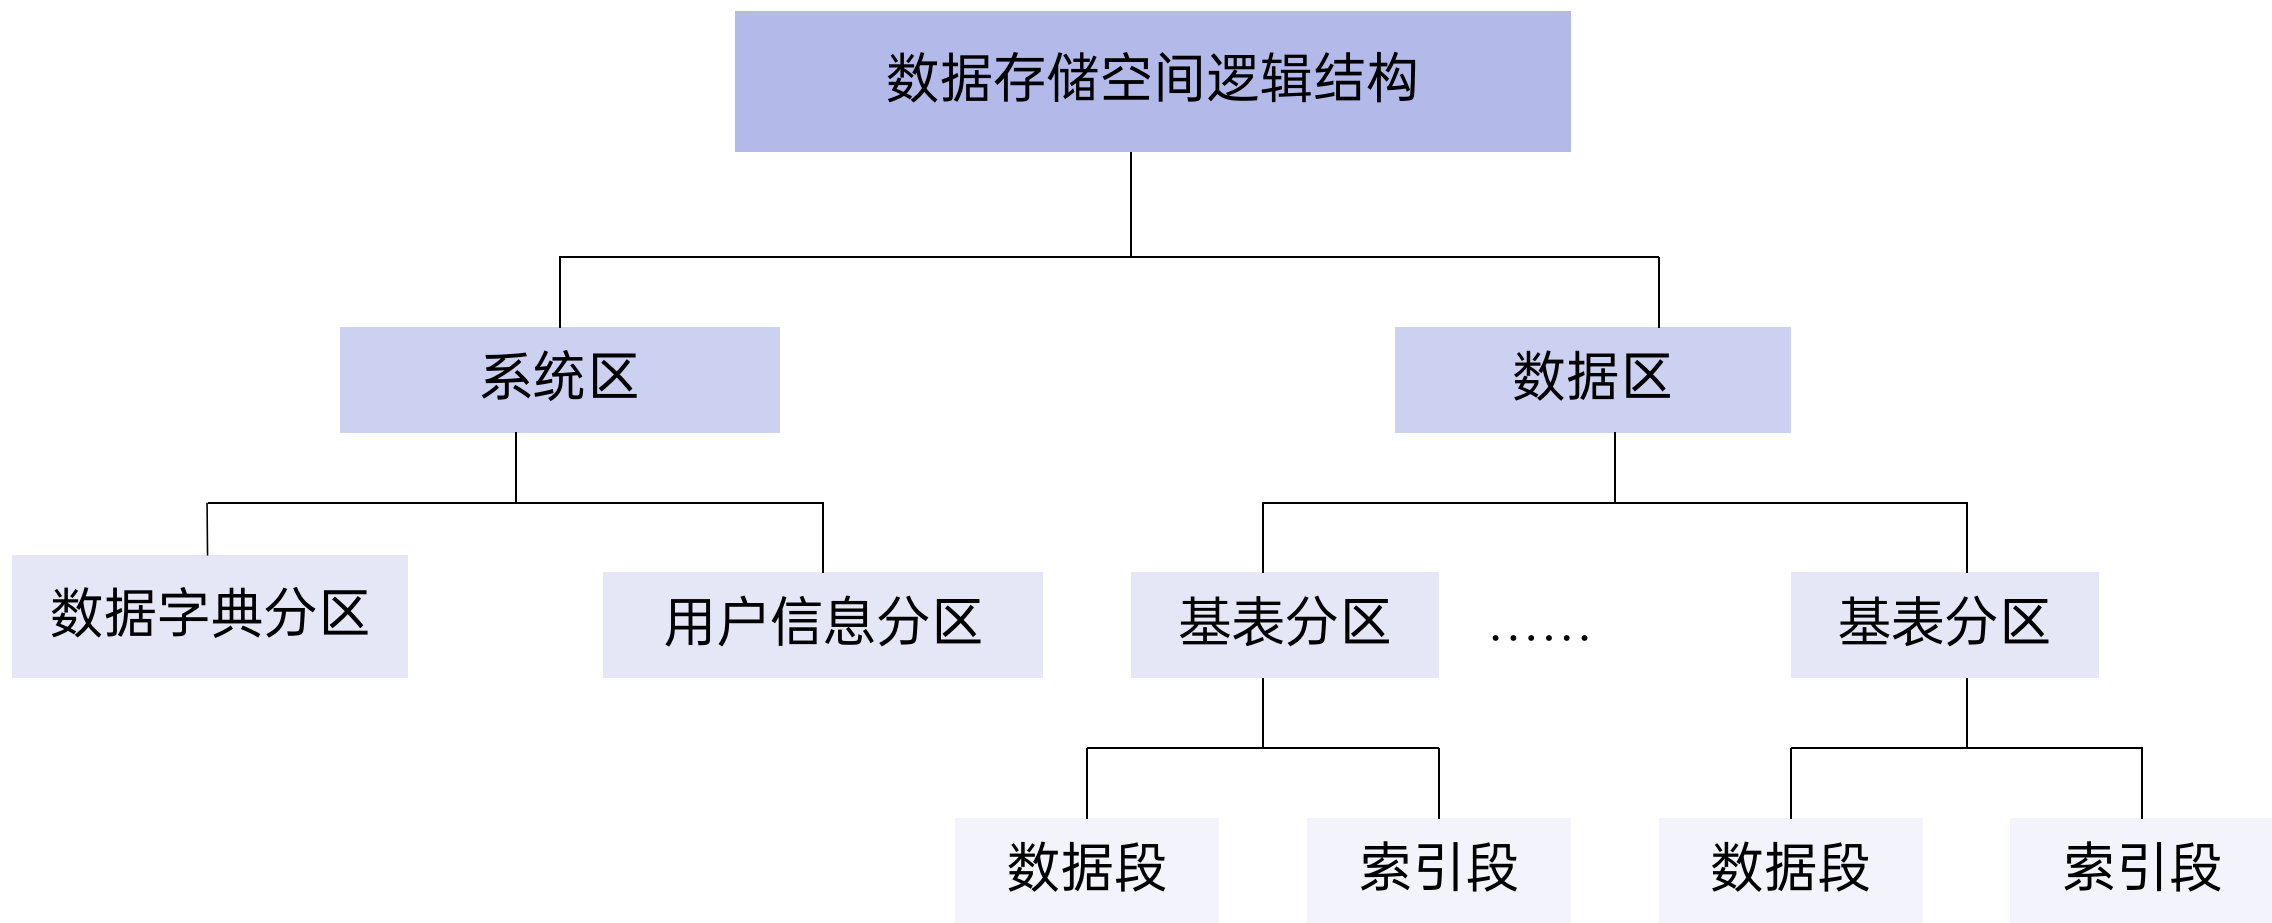 数据存储空间逻辑结构
系统区
数据区
数据字典分区
用户信息分区
基表分区
……
基表分区
数据段
索引段
数据段
索引段